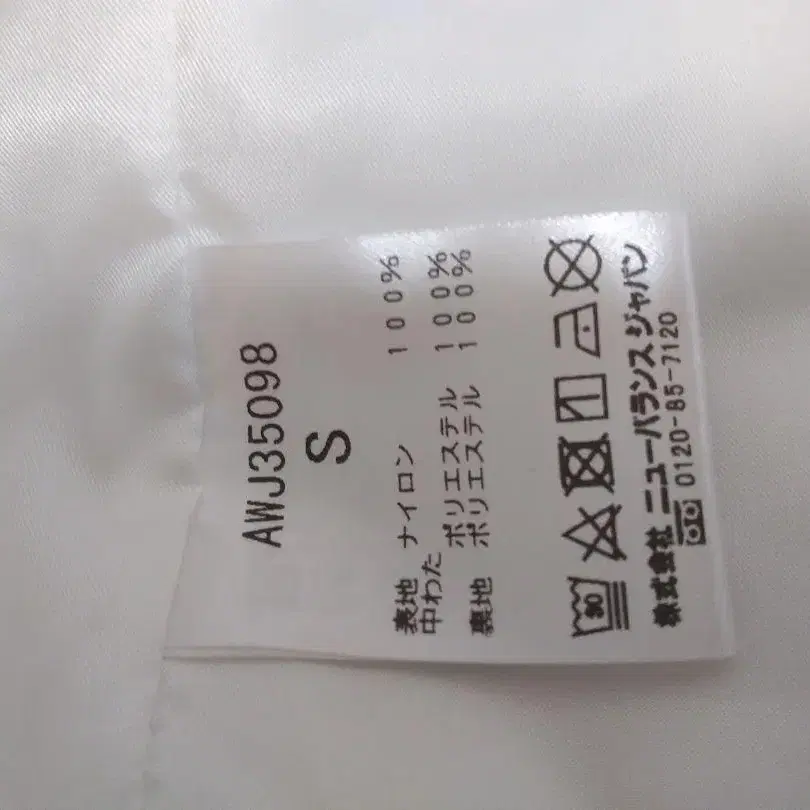 AWJ35098
S
表地 ナイロン 100%
中わた ポリエステル 100%
裏地 ポリエステル 100%
30
株式会社 ニューバランス ジャパン
0120-85-7120